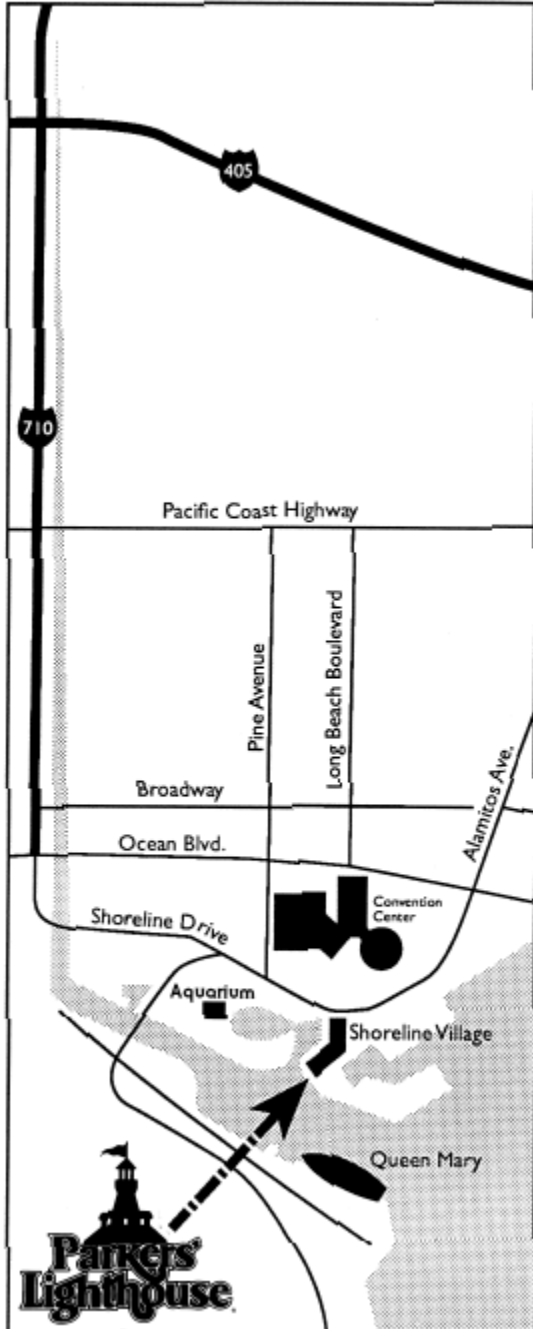 405
710
Pacific Coast Highway
Pine Avenue
Long Beach Boulevard
Alamitos Ave.
Broadway
Ocean Blvd.
Convention
Center
Shoreline Drive
Aquarium
Shoreline Village
Queen Mary
Parkers'
Lighthouse